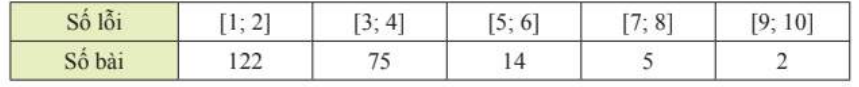 Số lỗi [1; 2] [3; 4] [5; 6] [7; 8] [9; 10]
Số bài 122 75 14 5 2